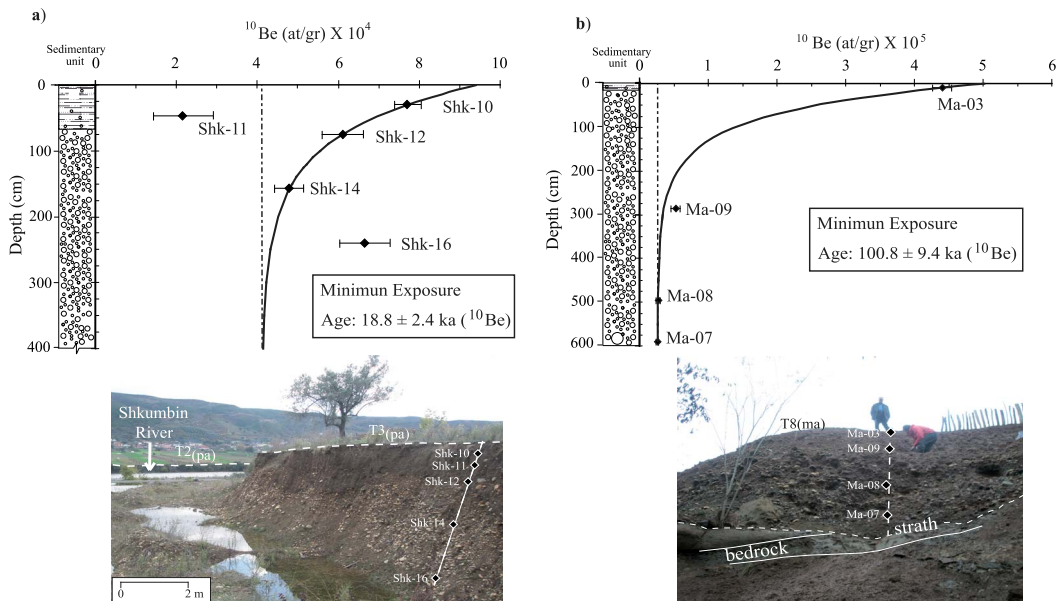 a)
¹⁰Be (at/gr) X 10⁴
Sedimentary
unit
0
2
4
6
8
10
0
100
200
300
400
Depth (cm)
Shk-10
Shk-11
Shk-12
Shk-14
Shk-16
Minimun Exposure
Age: 18.8 ± 2.4 ka (¹⁰Be)
Shkumbin
River
T2(pa)
T3(pa)
Shk-10
Shk-11
Shk-12
Shk-14
Shk-16
0 2 m
b)
¹⁰Be (at/gr) X 10⁵
Sedimentary
unit
0
1
2
3
4
5
6
0
100
200
300
400
500
600
Depth (cm)
Ma-03
Ma-09
Ma-08
Ma-07
Minimun Exposure
Age: 100.8 ± 9.4 ka (¹⁰Be)
T8(ma)
Ma-03
Ma-09
Ma-08
Ma-07
strath
bedrock